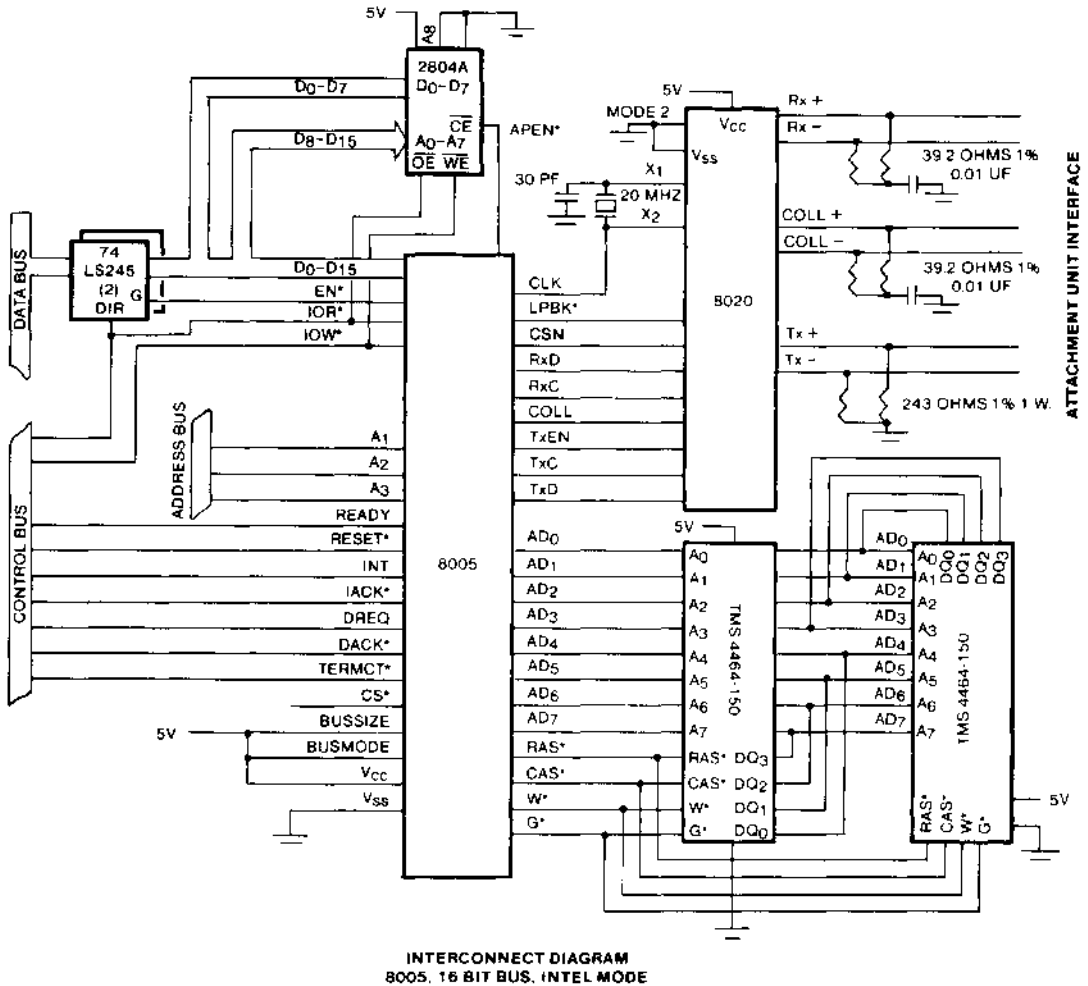 5V
A8
2804A
D0-D7
D0-D7
CE
APEN*
D8-D15
A0-A7
OE WE
5V
MODE 2
VCC
VSS
X1
30 PF
20 MHZ
X2
8020
Rx +
Rx -
39.2 OHMS 1%
0.01 UF
COLL +
COLL -
39.2 OHMS 1%
0.01 UF
Tx +
Tx -
243 OHMS 1% 1 W.
ATTACHMENT UNIT INTERFACE
DATA BUS
74
LS245
(2)
G
DIR
D0-D15
EN*
IOR*
IOW*
ADDRESS BUS
A1
A2
A3
CONTROL BUS
READY
RESET*
INT
IACK*
DREQ
DACK*
TERMCT*
CS*
BUSSIZE
5V
BUSMODE
VCC
VSS
8005
CLK
LPBK*
CSN
RxD
RxC
COLL
TxEN
TxC
TxD
AD0
AD1
AD2
AD3
AD4
AD5
AD6
AD7
RAS*
CAS*
W*
G*
5V
A0
A1
A2
A3
A4
A5
A6
A7
RAS* DQ3
CAS* DQ2
W* DQ1
G* DQ0
TMS 4464-150
AD0
AD1
AD2
AD3
AD4
AD5
AD6
AD7
A0
A1
A2
A3
A4
A5
A6
A7
DQ0
DQ1
DQ2
DQ3
TMS 4464-150
RAS*
CAS*
W*
G*
5V
INTERCONNECT DIAGRAM
8005, 16 BIT BUS, INTEL MODE